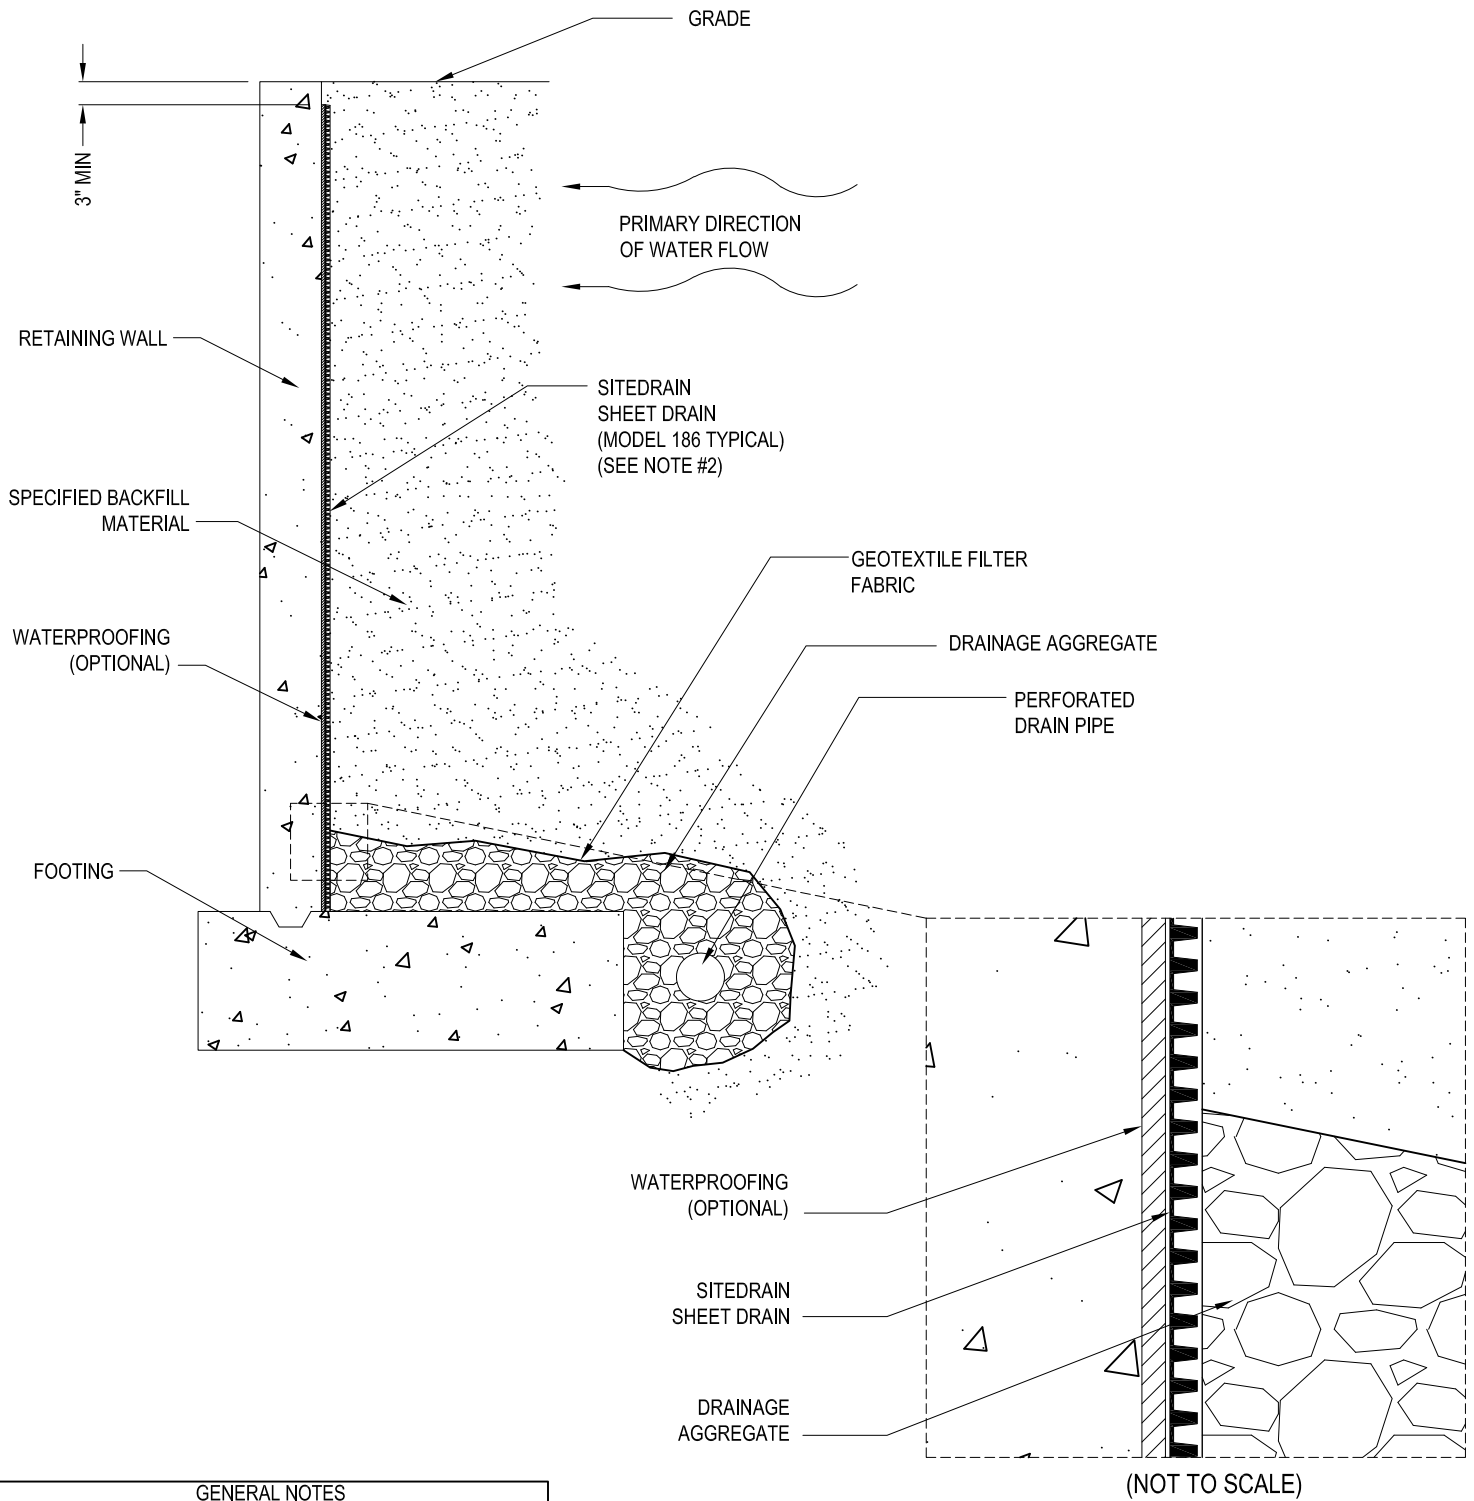 GRADE
3" MIN
PRIMARY DIRECTION
OF WATER FLOW
RETAINING WALL
SITEDRAIN
SHEET DRAIN
(MODEL 186 TYPICAL)
(SEE NOTE #2)
SPECIFIED BACKFILL
MATERIAL
GEOTEXTILE FILTER
FABRIC
WATERPROOFING
(OPTIONAL)
DRAINAGE AGGREGATE
PERFORATED
DRAIN PIPE
FOOTING
WATERPROOFING
(OPTIONAL)
SITEDRAIN
SHEET DRAIN
DRAINAGE
AGGREGATE
(NOT TO SCALE)
GENERAL NOTES